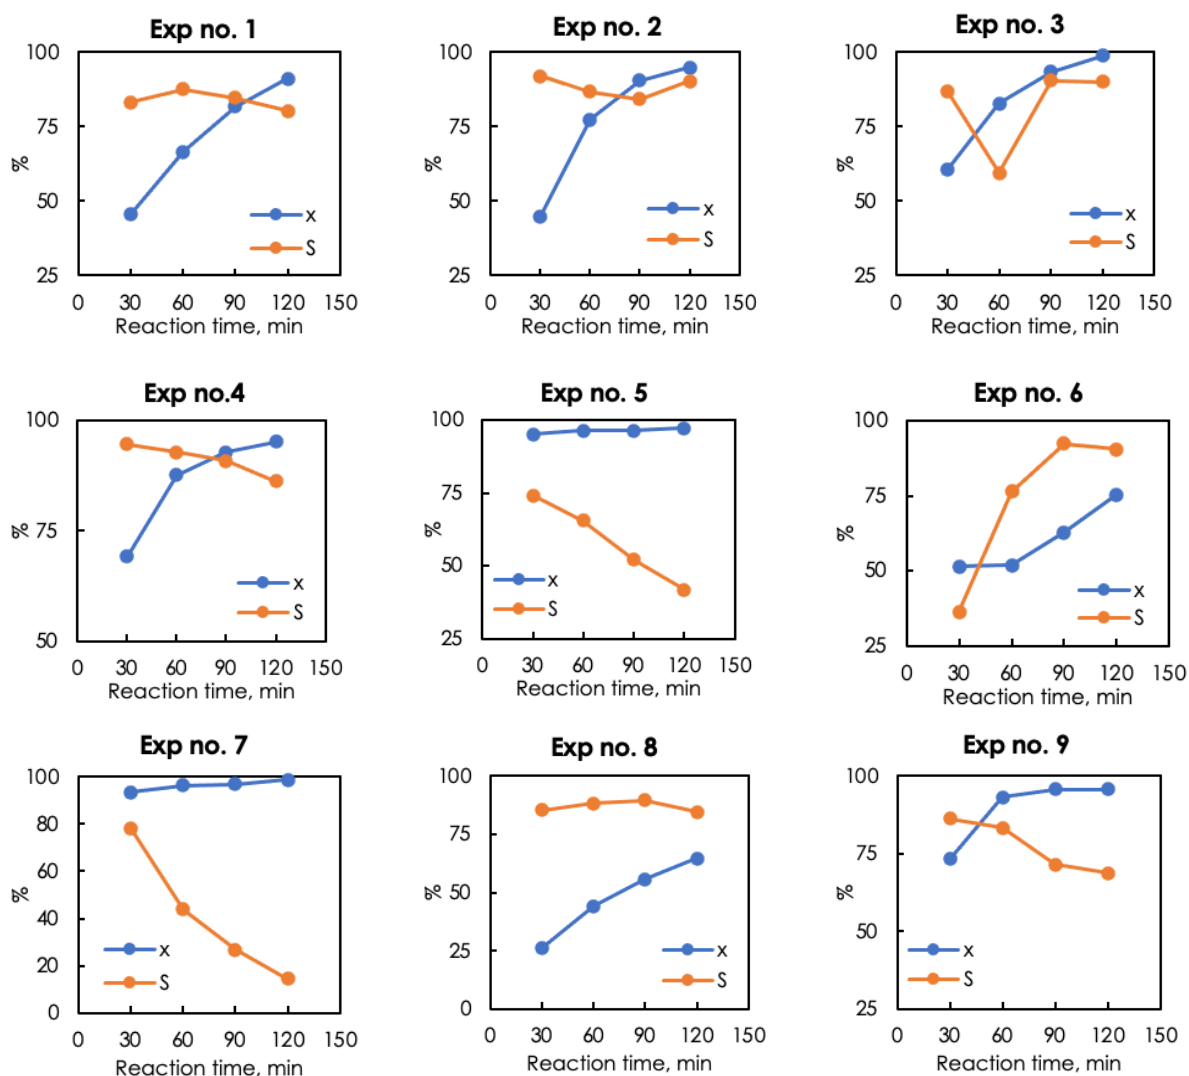 Exp no. 1
100
75
50
25
%
x
S
0 30 60 90 120 150
Reaction time, min
Exp no. 2
100
75
50
25
%
x
S
0 30 60 90 120 150
Reaction time, min
Exp no. 3
100
75
50
25
%
x
S
0 30 60 90 120 150
Reaction time, min
Exp no.4
100
75
50
%
x
S
0 30 60 90 120 150
Reaction time, min
Exp no. 5
100
75
50
25
%
x
S
0 30 60 90 120 150
Reaction time, min
Exp no. 6
100
75
50
25
%
x
S
0 30 60 90 120 150
Reaction time, min
Exp no. 7
100
80
60
40
20
0
%
x
S
0 30 60 90 120 150
Reaction time, min
Exp no. 8
100
75
50
25
0
%
x
S
0 30 60 90 120 150
Reaction time, min
Exp no. 9
100
75
50
25
%
x
S
0 30 60 90 120 150
Reaction time, min